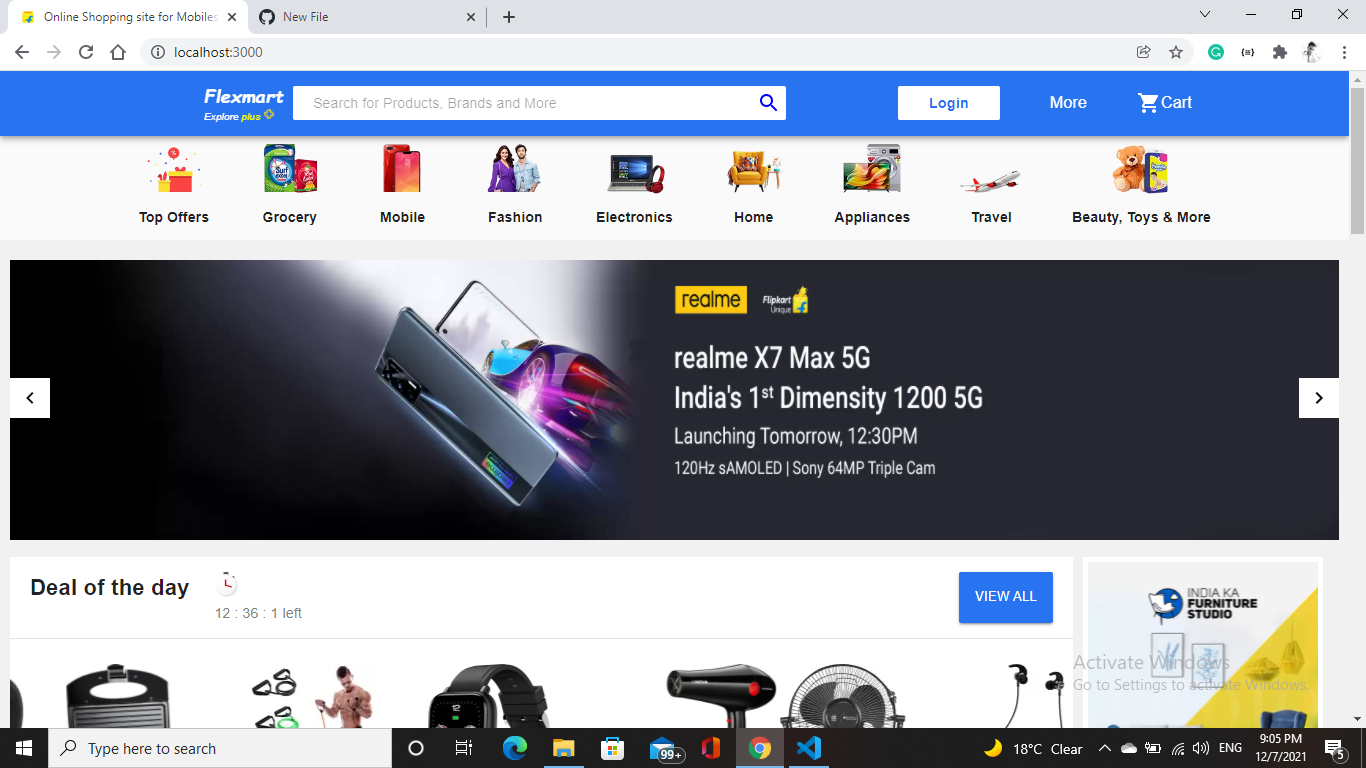 Online Shopping site for Mobiles
New File
localhost:3000
Flexmart
Explore plus
Search for Products, Brands and More
Login
More
Cart
Top Offers
Grocery
Mobile
Fashion
Electronics
Home
Appliances
Travel
Beauty, Toys & More
realme
Flipkart
Unique
realme X7 Max 5G
India's 1st Dimensity 1200 5G
Launching Tomorrow, 12:30PM
120Hz sAMOLED | Sony 64MP Triple Cam
Deal of the day
12 : 36 : 1 left
VIEW ALL
INDIA KA
FURNITURE
STUDIO
Activate Windows
Go to Settings to activate Windows.
Type here to search
99+
18°C Clear
ENG
9:05 PM
12/7/2021
5